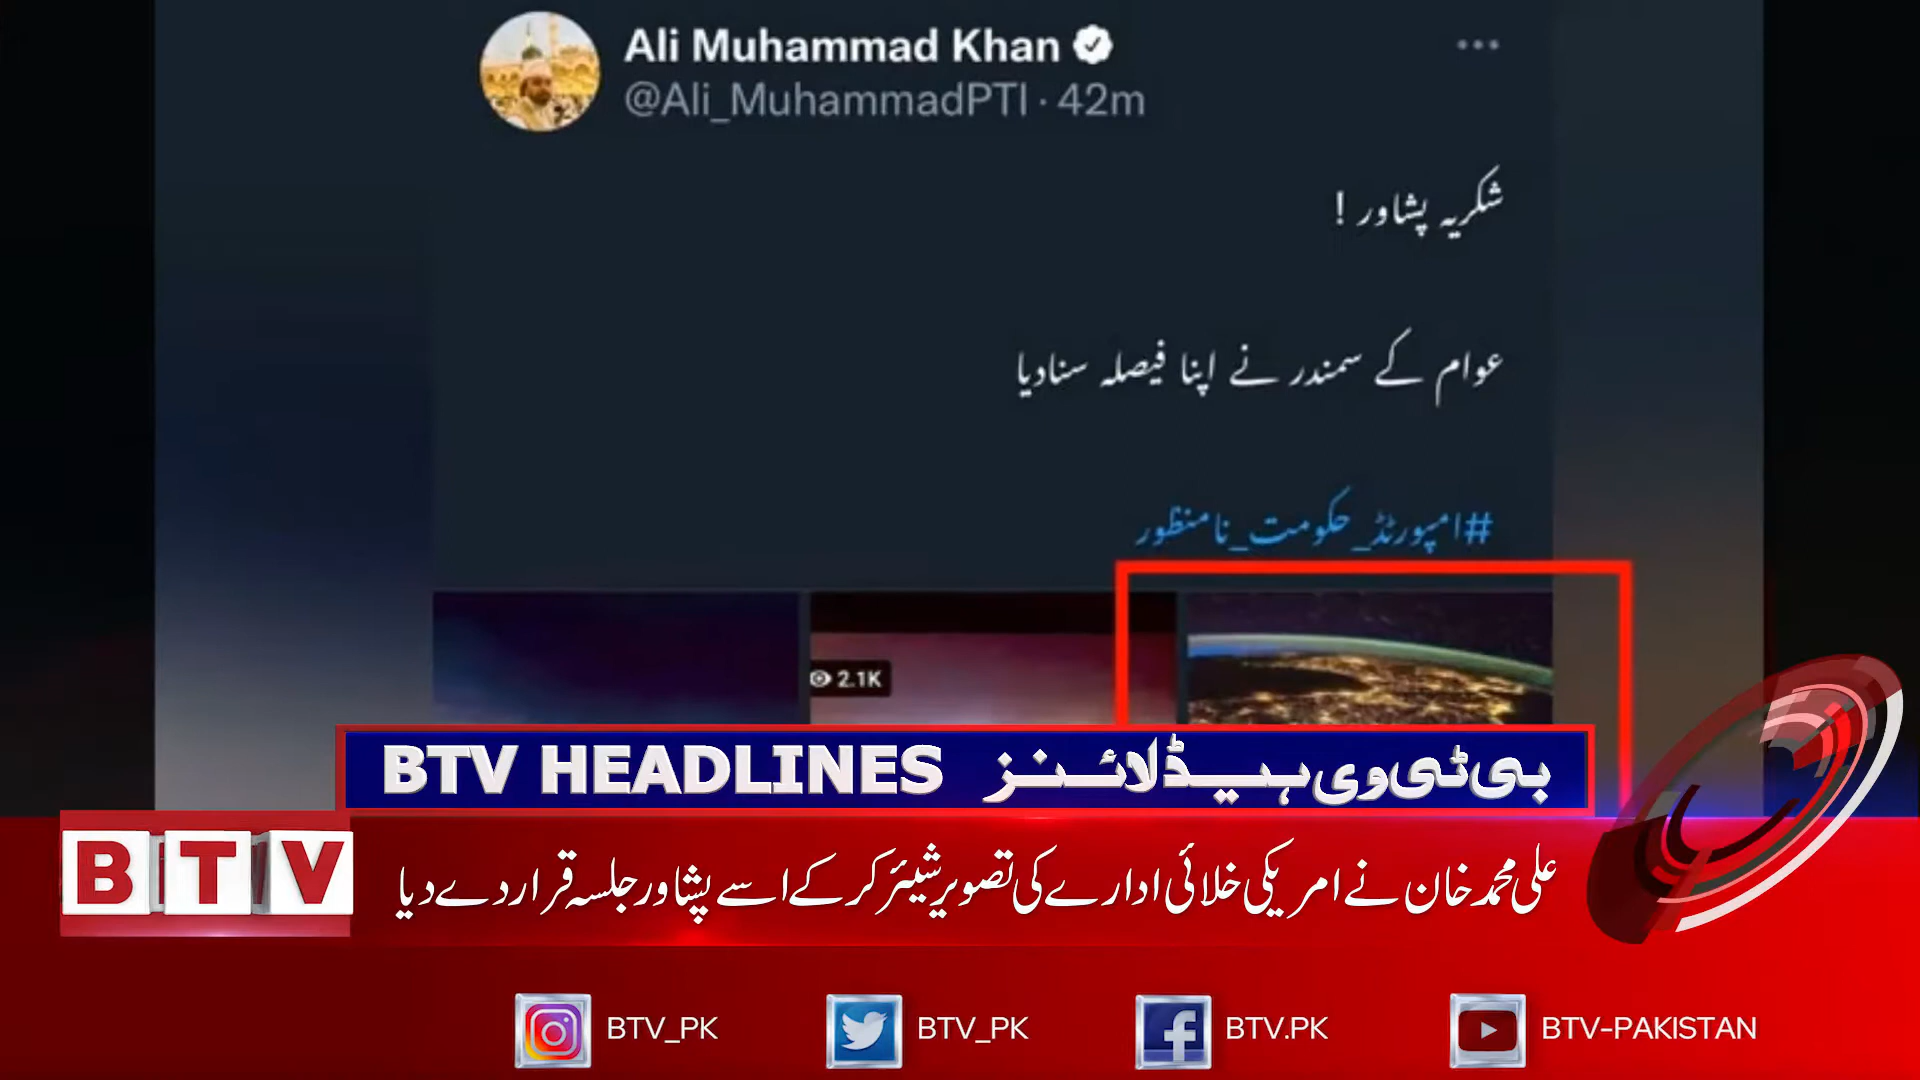 Ali Muhammad Khan
@Ali_MuhammadPTI · 42m
شکریہ پشاور !
عوام کے سمندر نے اپنا فیصلہ سنادیا
#امپورٹڈ_حکومت_نامنظور
2.1K
BTV HEADLINES بی ٹی وی ہیڈلائنز
BTV
علی محمد خان نے امریکی خلائی ادارے کی تصویر شیئر کر کے اسے پشاور جلسہ قرار دے دیا
BTV_PK BTV_PK BTV.PK BTV-PAKISTAN